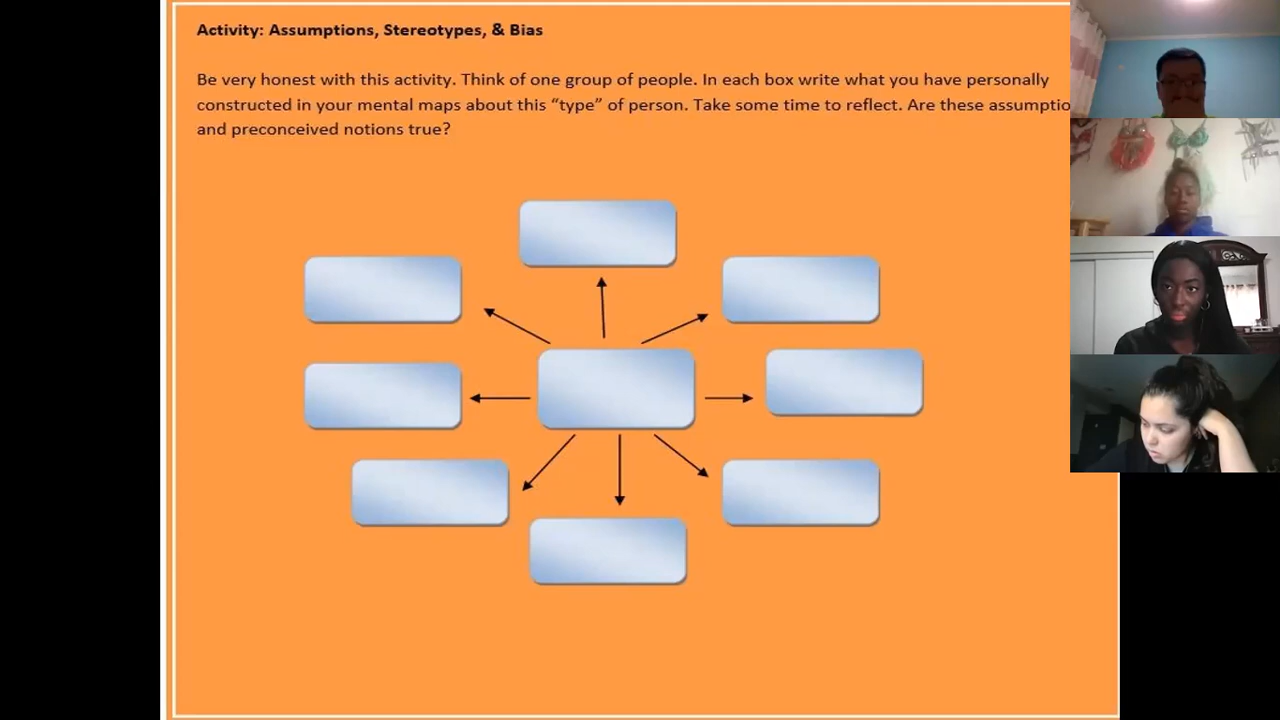 Activity: Assumptions, Stereotypes, & Bias
Be very honest with this activity. Think of one group of people. In each box write what you have personally
constructed in your mental maps about this “type” of person. Take some time to reflect. Are these assumptio
and preconceived notions true?